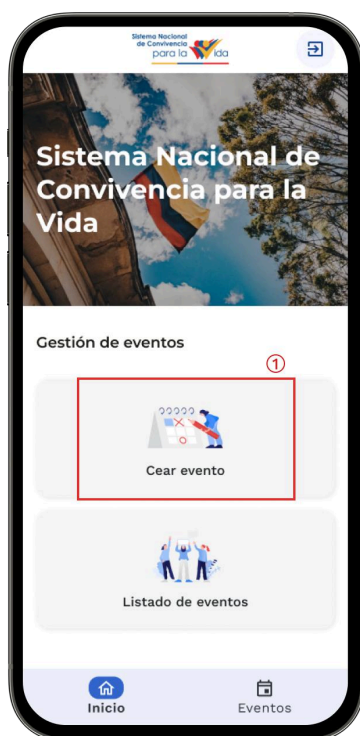 Sistema Nacional
de Convivencia
para la Vida
Sistema Nacional de
Convivencia para la
Vida
Gestión de eventos
1
Cear evento
Listado de eventos
Inicio
Eventos